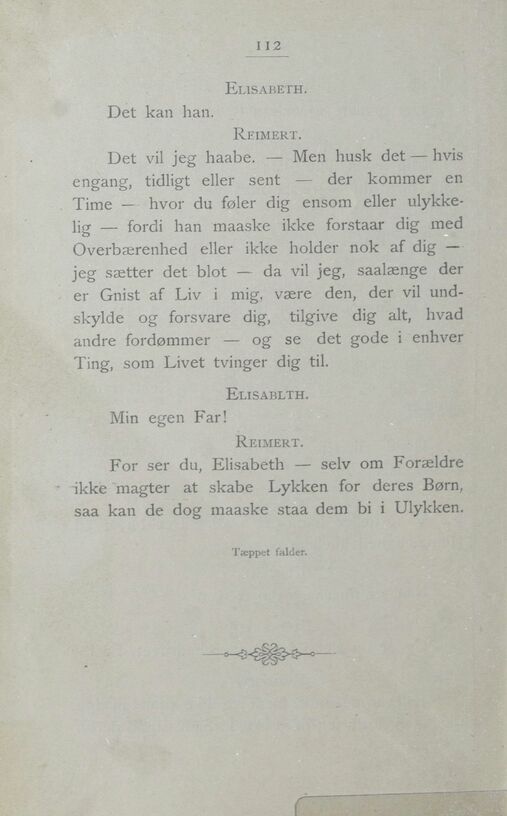 112
ELISABETH.
Det kan han.
REIMERT.
Det vil jeg haabe. — Men husk det — hvis
engang, tidligt eller sent — der kommer en
Time — hvor du føler dig ensom eller ulykke-
lig — fordi han maaske ikke forstaar dig med
Overbærenhed eller ikke holder nok af dig —
jeg sætter det blot — da vil jeg, saalænge der
er Gnist af Liv i mig, være den, der vil und-
skylde og forsvare dig, tilgive dig alt, hvad
andre fordømmer — og se det gode i enhver
Ting, som Livet tvinger dig til.
ELISABLTH.
Min egen Far!
REIMERT.
For ser du, Elisabeth — selv om Forældre
ikke magter at skabe Lykken for deres Børn,
saa kan de dog maaske staa dem bi i Ulykken.
Tæppet falder.